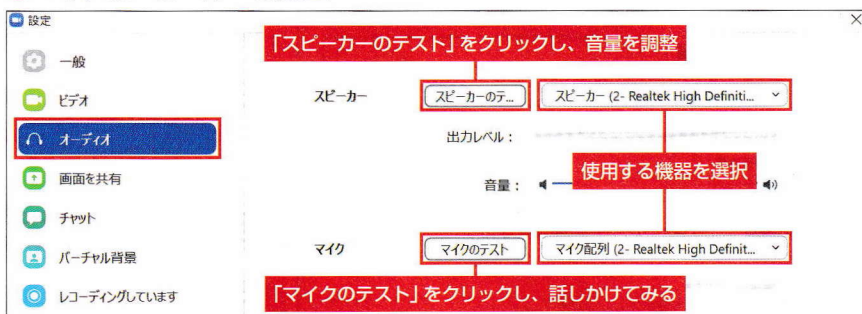 設定
一般
ビデオ
オーディオ
画面を共有
チャット
バーチャル背景
レコーディングしています
「スピーカーのテスト」をクリックし、音量を調整
スピーカー
スピーカーのテ...
スピーカー (2- Realtek High Definiti...
出力レベル：
使用する機器を選択
音量：
マイク
マイクのテスト
マイク配列 (2- Realtek High Definit...
「マイクのテスト」をクリックし、話しかけてみる